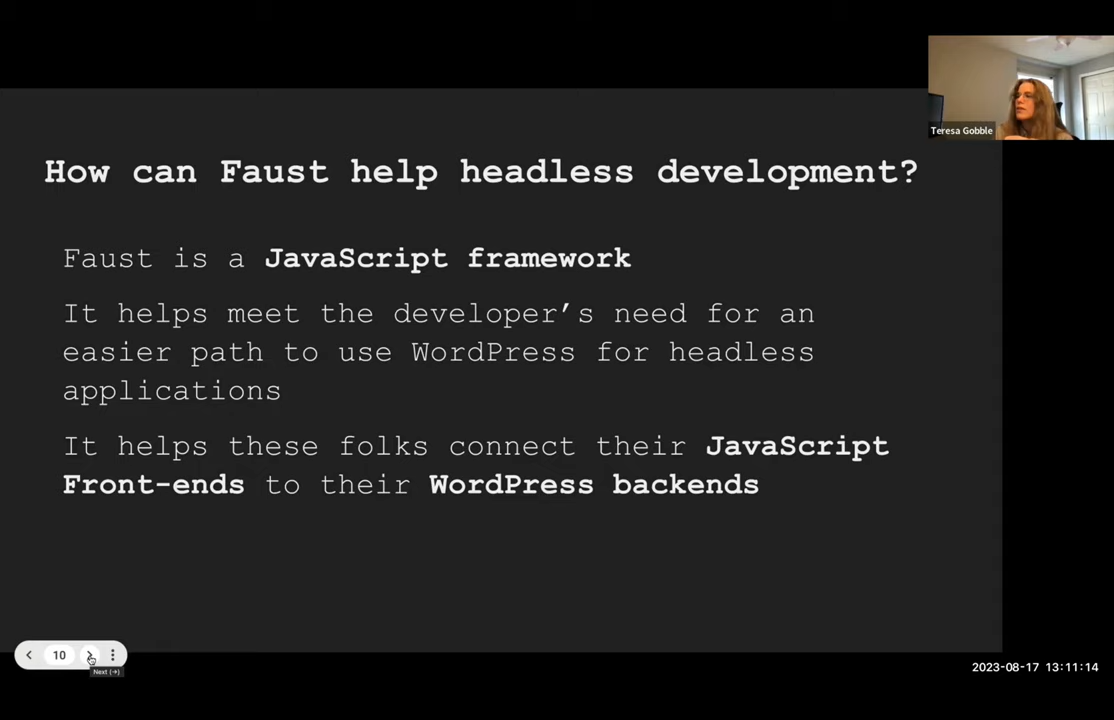 Teresa Gobble
How can Faust help headless development?
Faust is a JavaScript framework
It helps meet the developer’s need for an
easier path to use WordPress for headless
applications
It helps these folks connect their JavaScript
Front-ends to their WordPress backends
10
Next (→)
2023-08-17 13:11:14